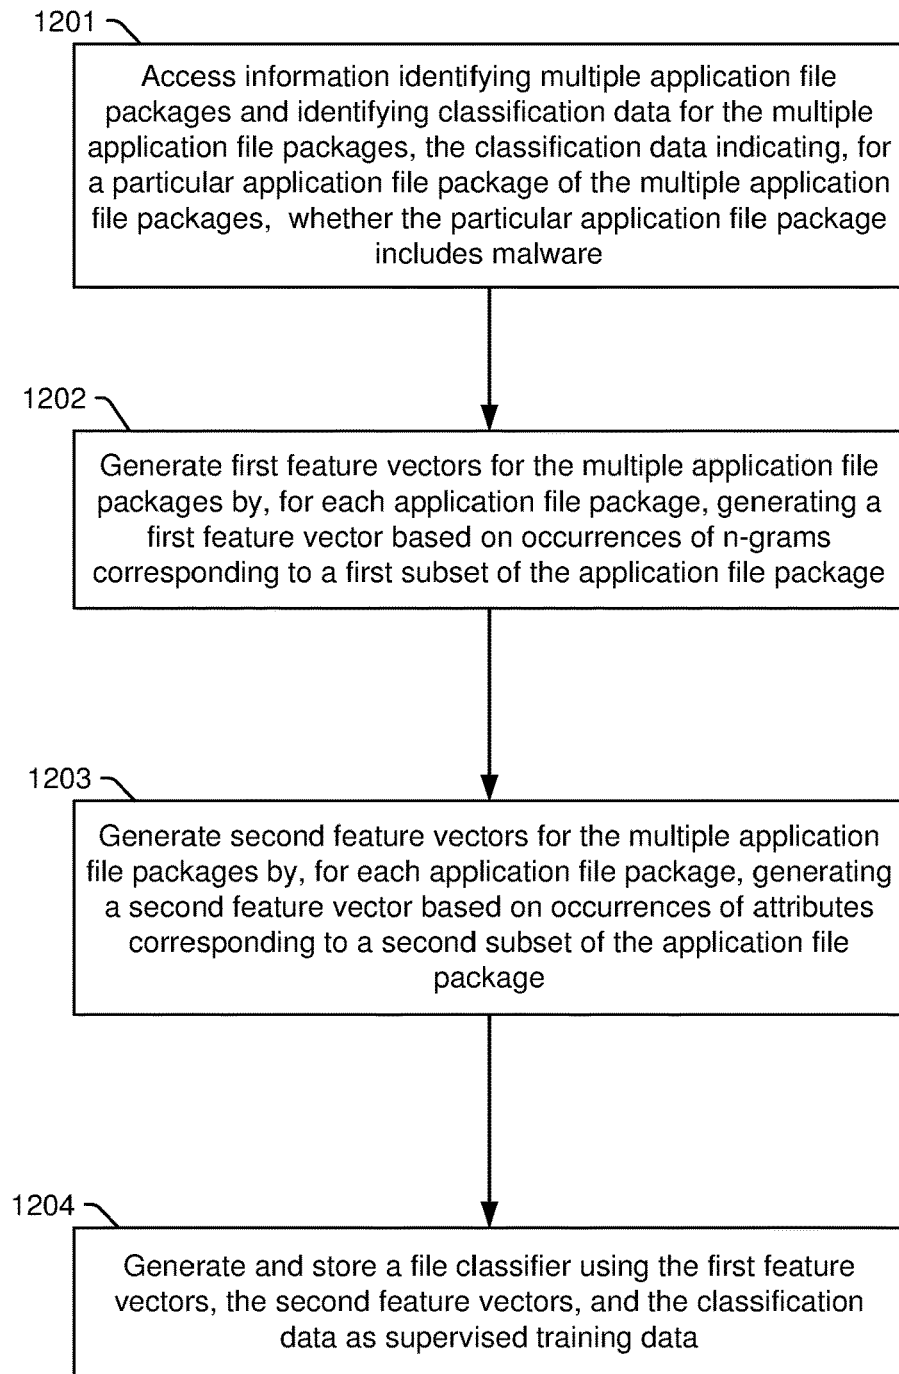 1201
Access information identifying multiple application file
packages and identifying classification data for the multiple
application file packages, the classification data indicating, for
a particular application file package of the multiple application
file packages, whether the particular application file package
includes malware
1202
Generate first feature vectors for the multiple application file
packages by, for each application file package, generating a
first feature vector based on occurrences of n-grams
corresponding to a first subset of the application file package
1203
Generate second feature vectors for the multiple application
file packages by, for each application file package, generating
a second feature vector based on occurrences of attributes
corresponding to a second subset of the application file
package
1204
Generate and store a file classifier using the first feature
vectors, the second feature vectors, and the classification
data as supervised training data